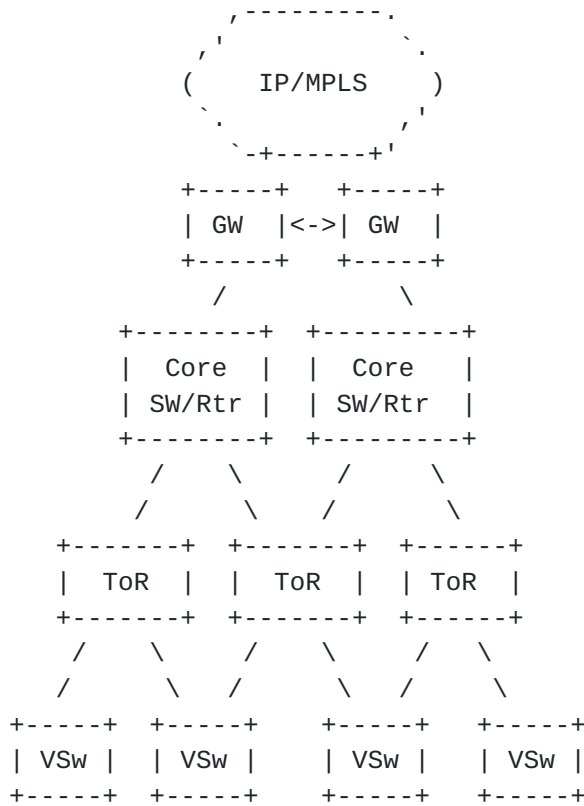 IP/MPLS
GW <-> GW
Core Core
SW/Rtr SW/Rtr
ToR ToR ToR
VSw VSw VSw VSw